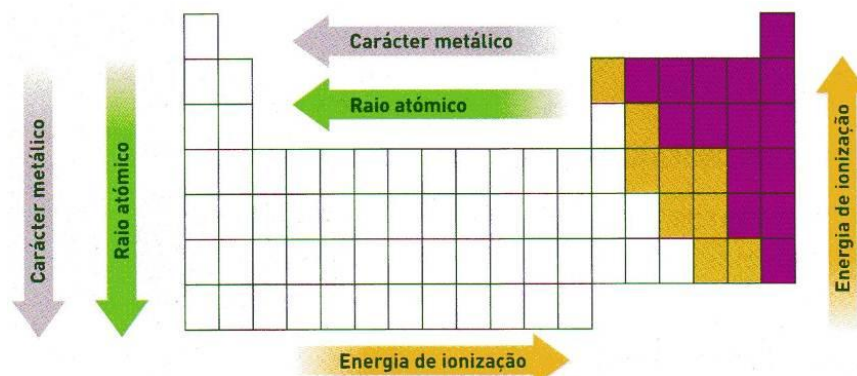 Carácter metálico
Raio atómico
Carácter metálico
Raio atómico
Energia de ionização
Energia de ionização